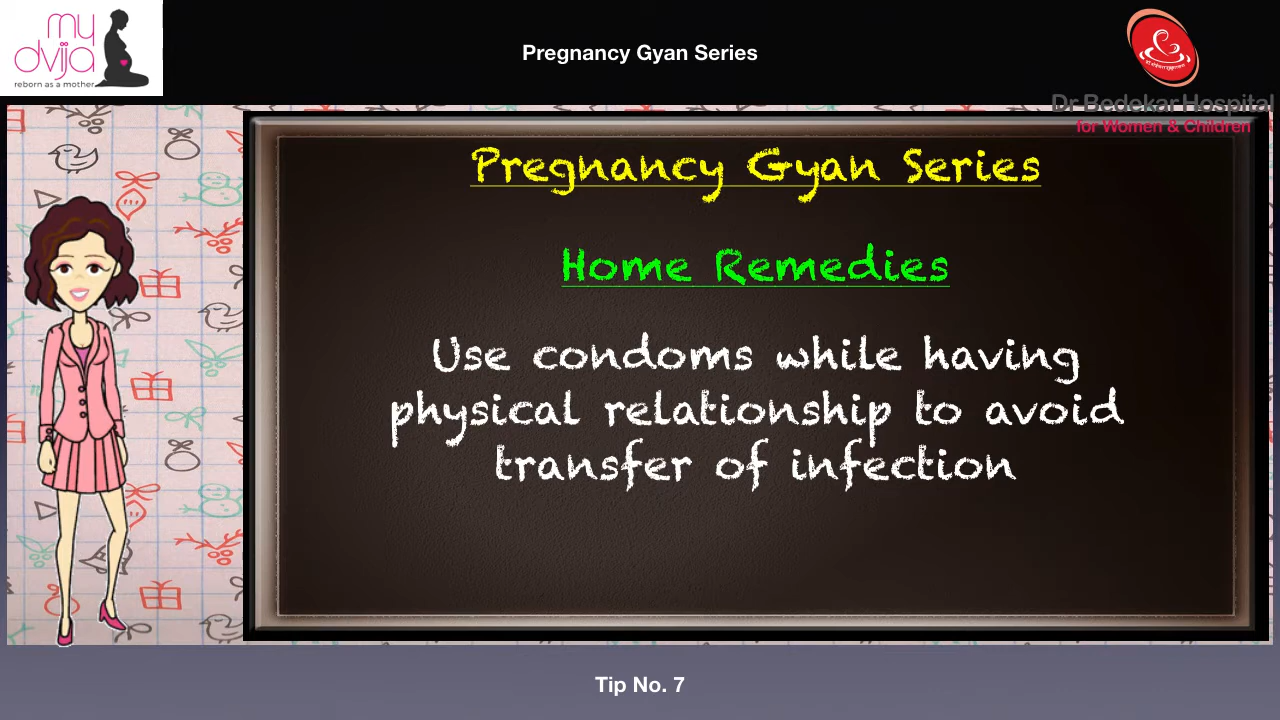 my
dvija
reborn as a mother
Pregnancy Gyan Series
Dr Bedekar Hospital
for Women & Children
Pregnancy Gyan Series
Home Remedies
Use condoms while having
physical relationship to avoid
transfer of infection
Tip No. 7